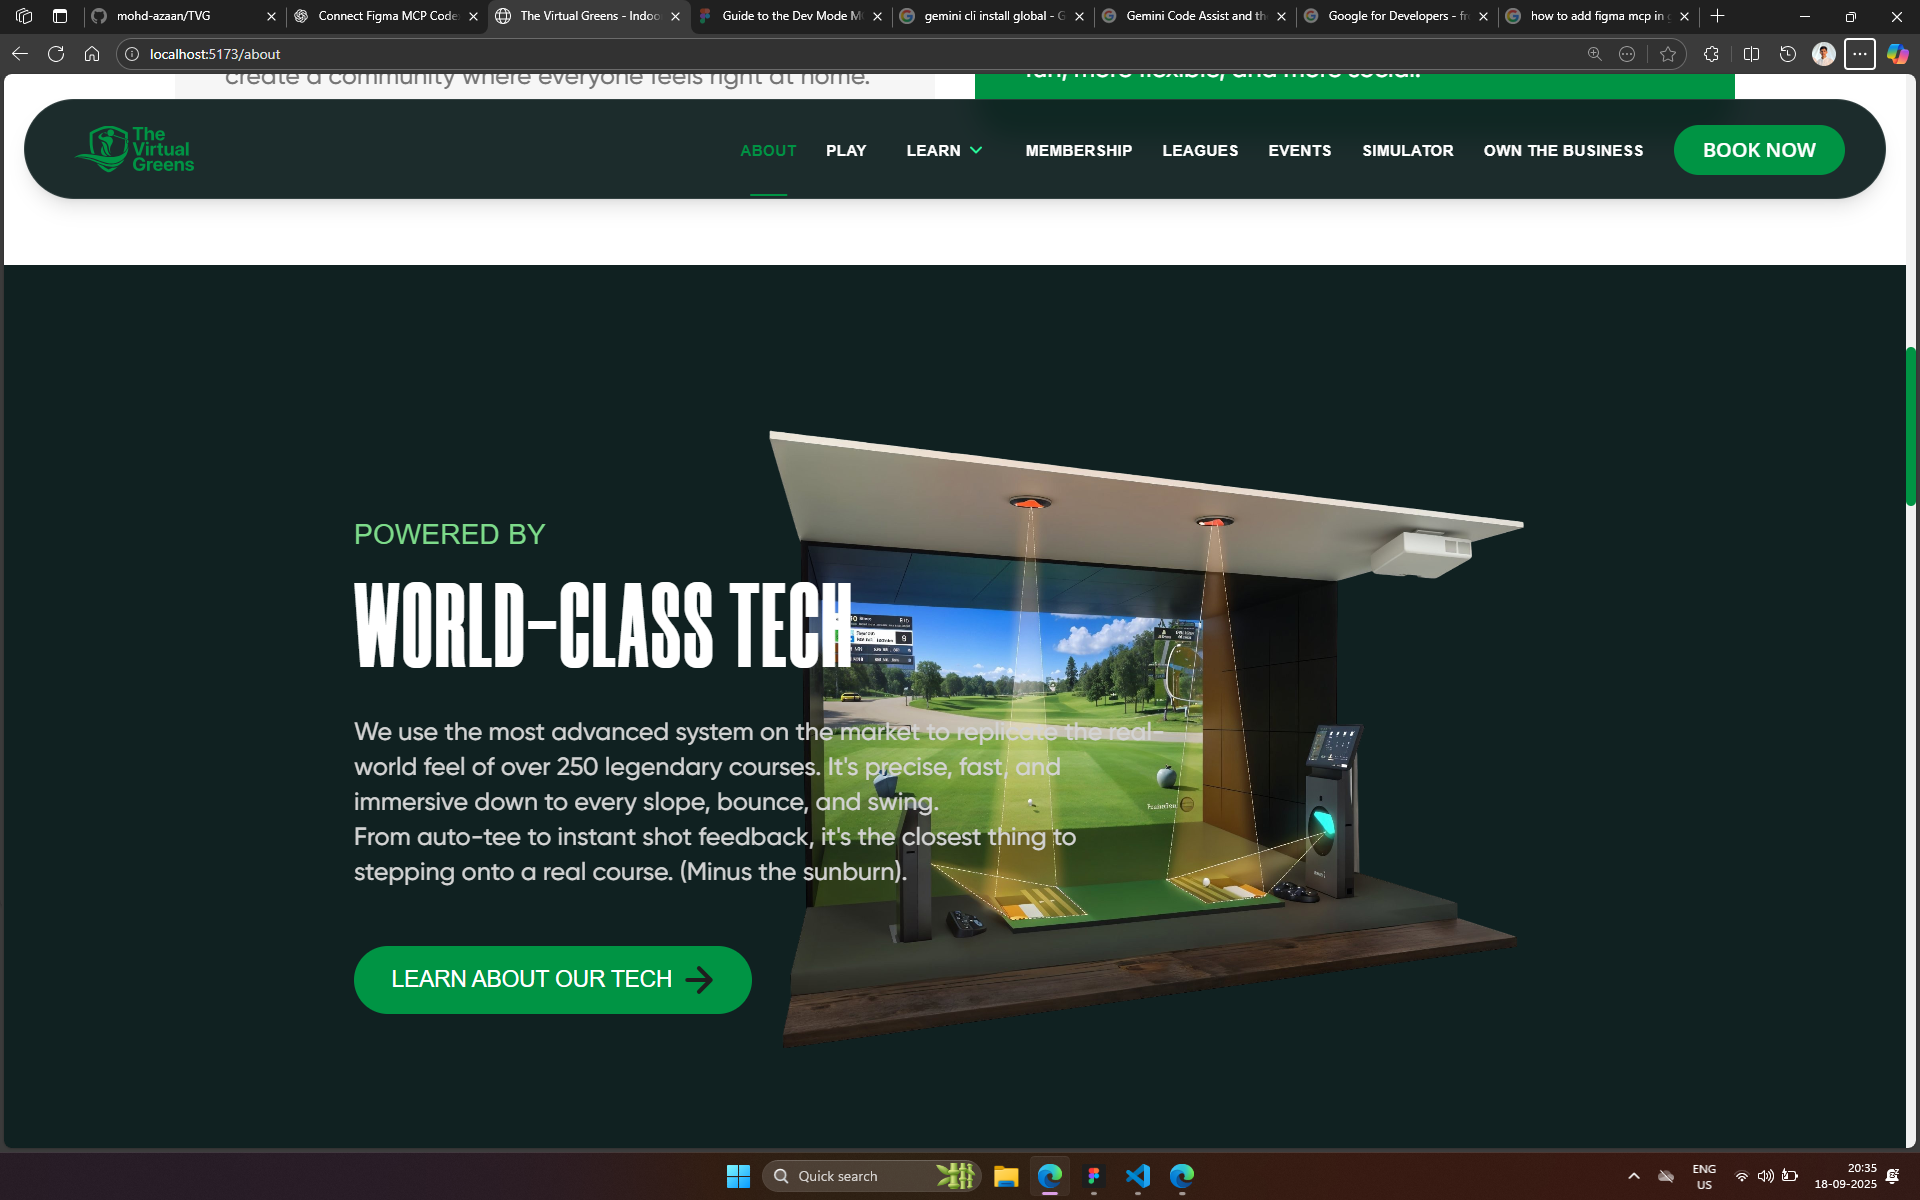 mohd-azaan/TVG
Connect Figma MCP Code
The Virtual Greens - Indoo
Guide to the Dev Mode M
gemini cli install global - G
Gemini Code Assist and th
Google for Developers - fr
how to add figma mcp in g
localhost:5173/about
create a community where everyone feels right at home.
fun, more flexible, and more social.
The
Virtual
Greens
ABOUT
PLAY
LEARN
MEMBERSHIP
LEAGUES
EVENTS
SIMULATOR
OWN THE BUSINESS
BOOK NOW
POWERED BY
WORLD-CLASS TECH
We use the most advanced system on the market to replicate the real-
world feel of over 250 legendary courses. It's precise, fast, and
immersive down to every slope, bounce, and swing.
From auto-tee to instant shot feedback, it's the closest thing to
stepping onto a real course. (Minus the sunburn).
LEARN ABOUT OUR TECH
Quick search
ENG
US
20:35
18-09-2025